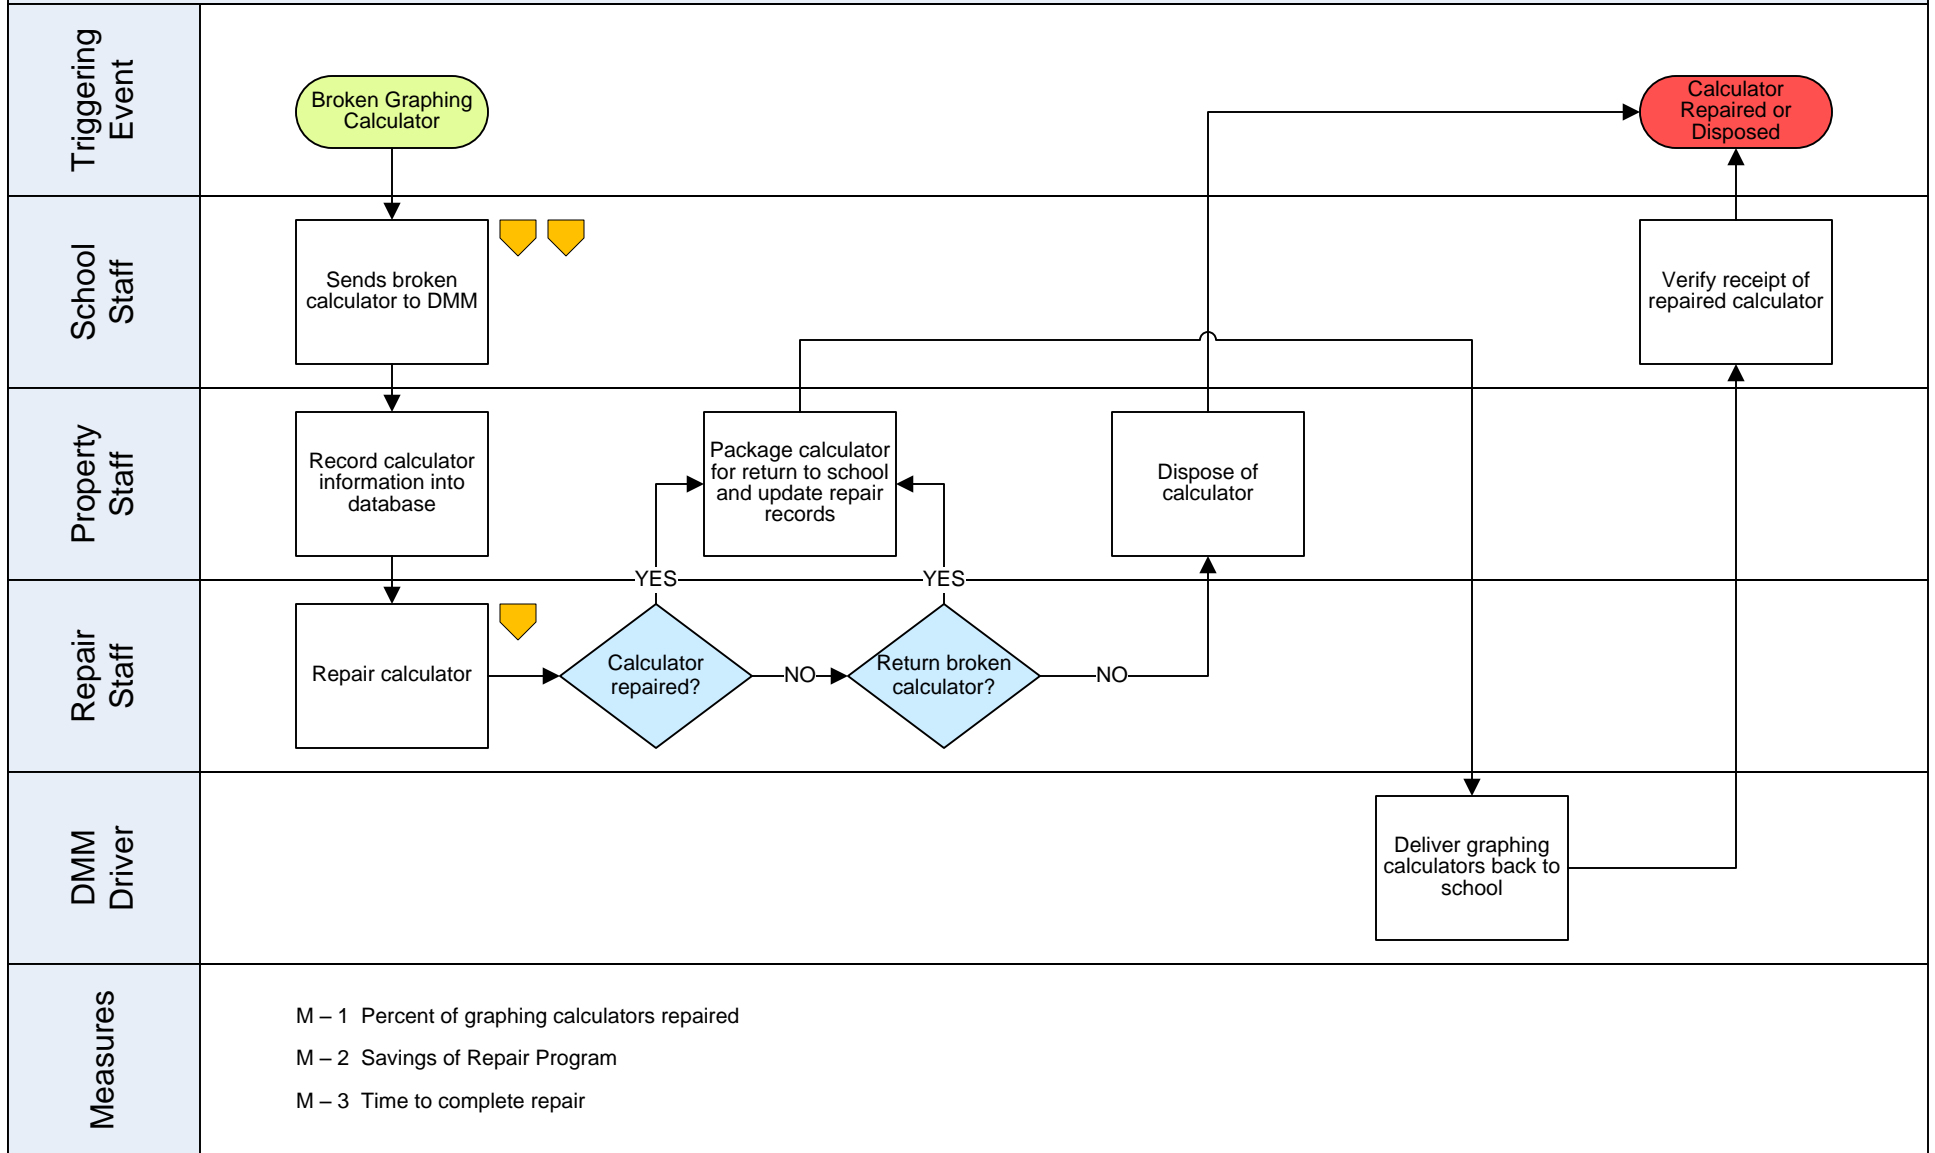 Triggering
Event
Broken Graphing
Calculator
Calculator
Repaired or
Disposed
School
Staff
Sends broken
calculator to DMM
Verify receipt of
repaired calculator
Property
Staff
Record calculator
information into
database
Package calculator
for return to school
and update repair
records
Dispose of
calculator
YES
YES
Repair
Staff
Repair calculator
Calculator
repaired?
NO
Return broken
calculator?
NO
DMM
Driver
Deliver graphing
calculators back to
school
Measures
M – 1 Percent of graphing calculators repaired
M – 2 Savings of Repair Program
M – 3 Time to complete repair